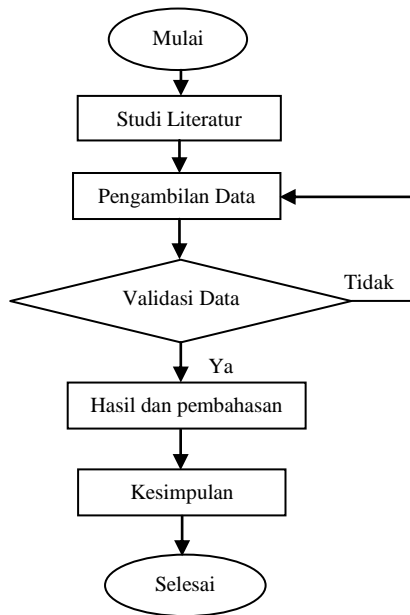 Mulai
Studi Literatur
Pengambilan Data
Validasi Data
Tidak
Ya
Hasil dan pembahasan
Kesimpulan
Selesai